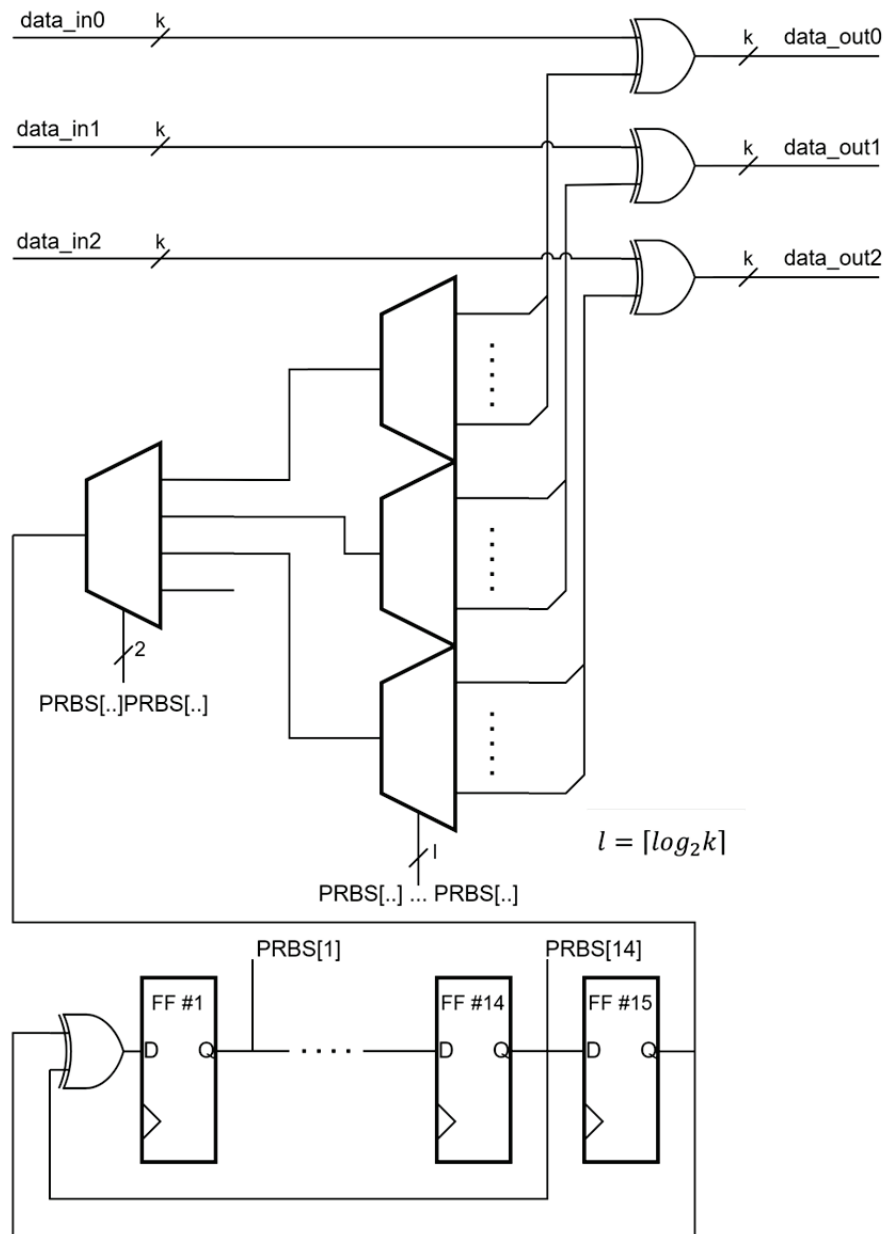 data_in0 k k data_out0
data_in1 k k data_out1
data_in2 k k data_out2
2
PRBS[..]PRBS[..]
l = ⌈log₂k⌉
l
PRBS[..] ... PRBS[..]
PRBS[1] PRBS[14]
FF #1 FF #14 FF #15
D Q D Q D Q